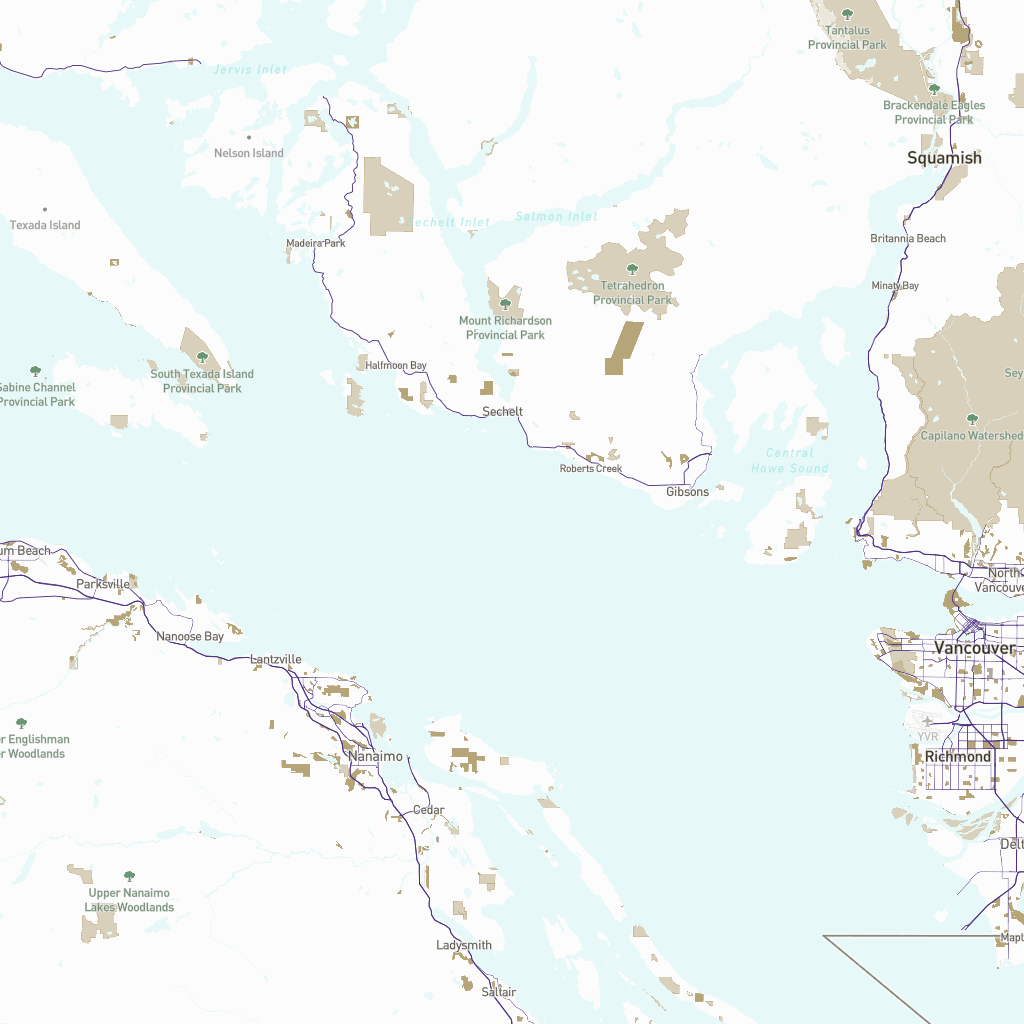 Tantalus
Provincial Park
Jervis Inlet
Brackendale Eagles
Provincial Park
Nelson Island
Squamish
Texada Island
Sechelt Inlet
Salmon Inlet
Madeira Park
Britannia Beach
Tetrahedron
Provincial Park
Minaty Bay
Mount Richardson
Provincial Park
South Texada Island
Provincial Park
Halfmoon Bay
Sey
Sabine Channel
Provincial Park
Sechelt
Capilano Watershed
Central
Howe Sound
Roberts Creek
Gibsons
um Beach
Parksville
North
Vancouver
Nanoose Bay
Vancouver
Lantzville
er Englishman
er Woodlands
YVR
Nanaimo
Richmond
Cedar
Delt
Upper Nanaimo
Lakes Woodlands
Ladysmith
Mapl
Saltair